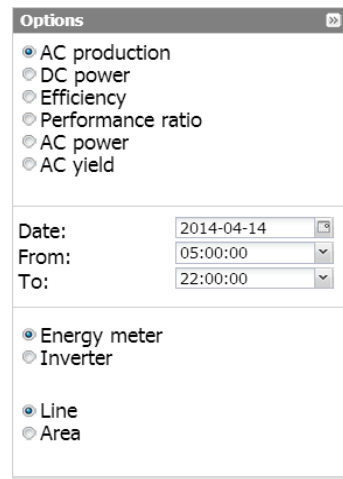 Options
AC production
DC power
Efficiency
Performance ratio
AC power
AC yield
Date: 2014-04-14
From: 05:00:00
To: 22:00:00
Energy meter
Inverter
Line
Area